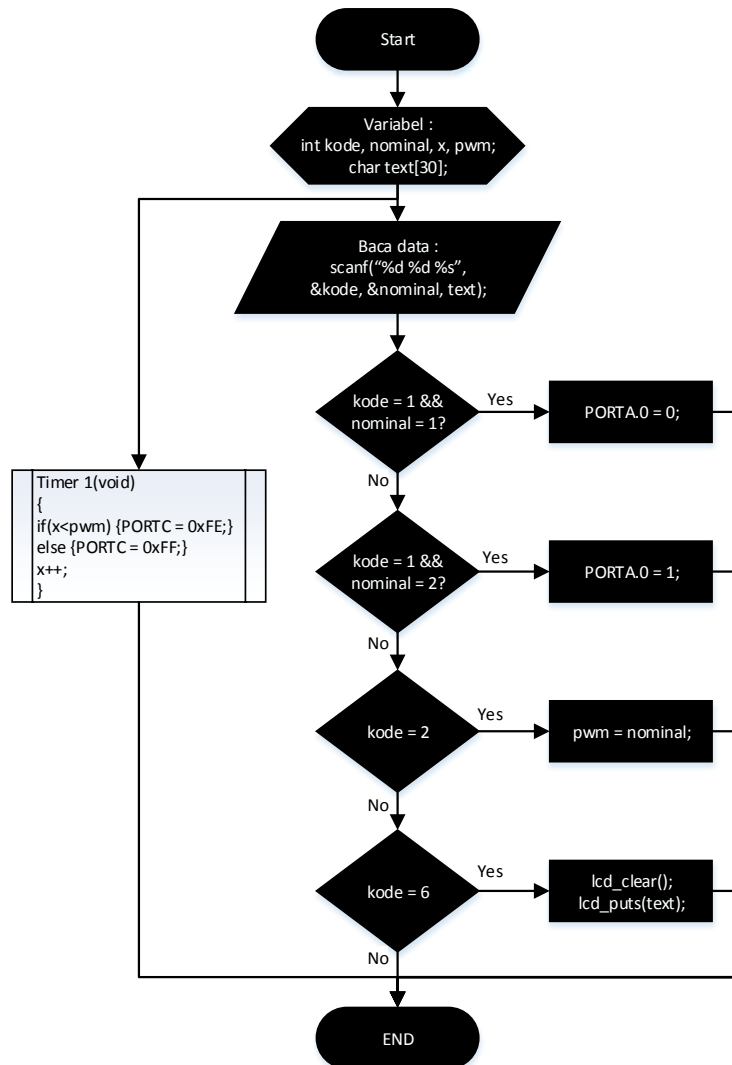 Start
Variabel :
int kode, nominal, x, pwm;
char text[30];
Baca data :
scanf(“%d %d %s”,
&kode, &nominal, text);
kode = 1 &&
nominal = 1?
Yes
PORTA.0 = 0;
No
Timer 1(void)
{
if(x<pwm) {PORTC = 0xFE;}
else {PORTC = 0xFF;}
x++;
}
kode = 1 &&
nominal = 2?
Yes
PORTA.0 = 1;
No
kode = 2
Yes
pwm = nominal;
No
kode = 6
Yes
lcd_clear();
lcd_puts(text);
No
END